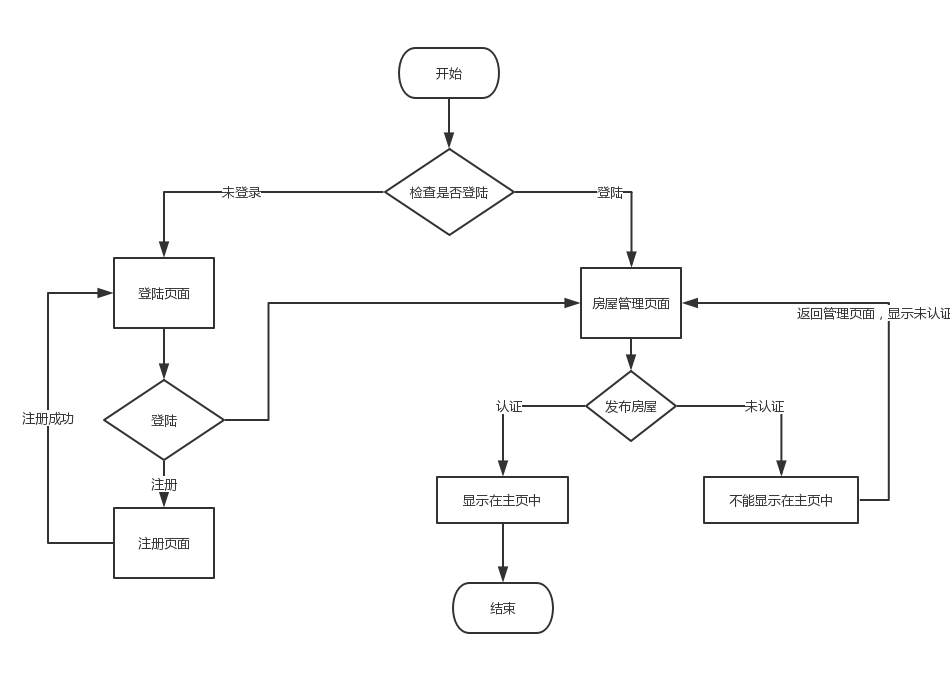 开始
检查是否登陆
未登录
登陆
登陆页面
房屋管理页面
返回管理页面，显示未认证
注册成功
登陆
认证
发布房屋
未认证
注册
显示在主页中
不能显示在主页中
注册页面
结束